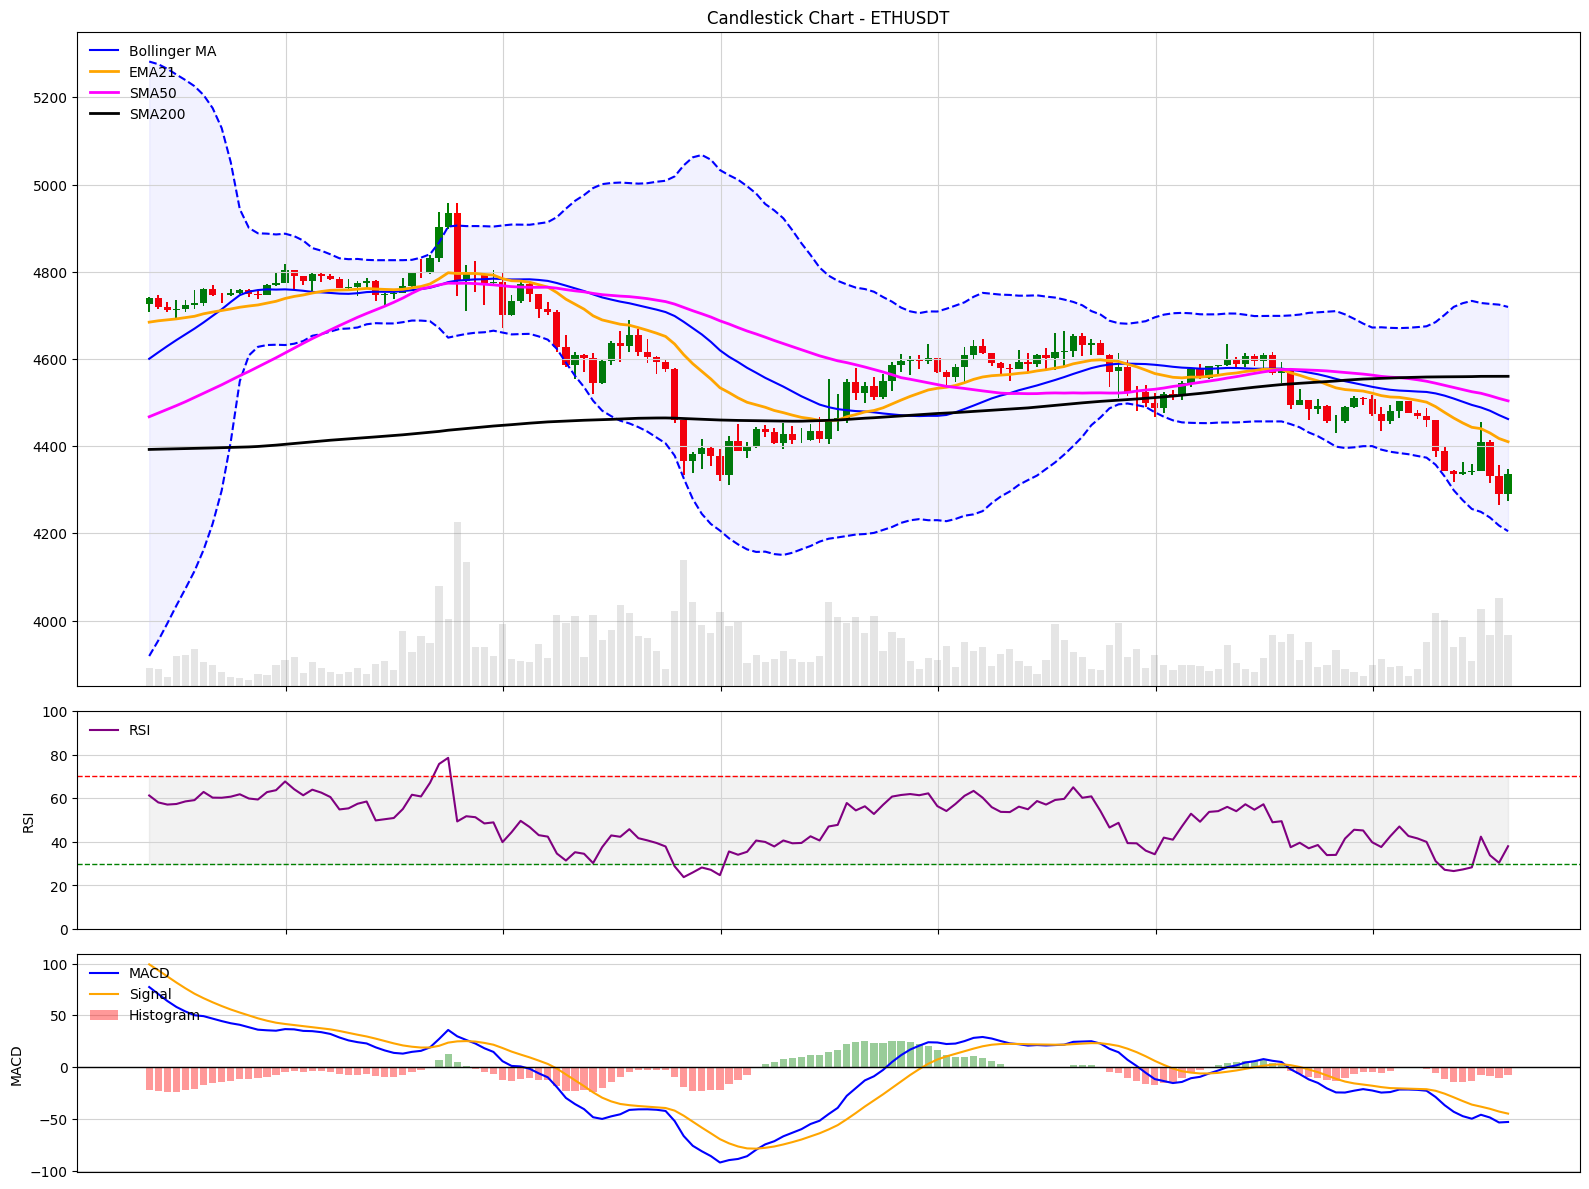 Candlestick Chart - ETHUSDT
Bollinger MA
EMA21
SMA50
SMA200
5200
5000
4800
4600
4400
4200
4000
RSI
100
80
60
40
20
0
RSI
MACD
Signal
Histogram
100
50
0
−50
−100
MACD